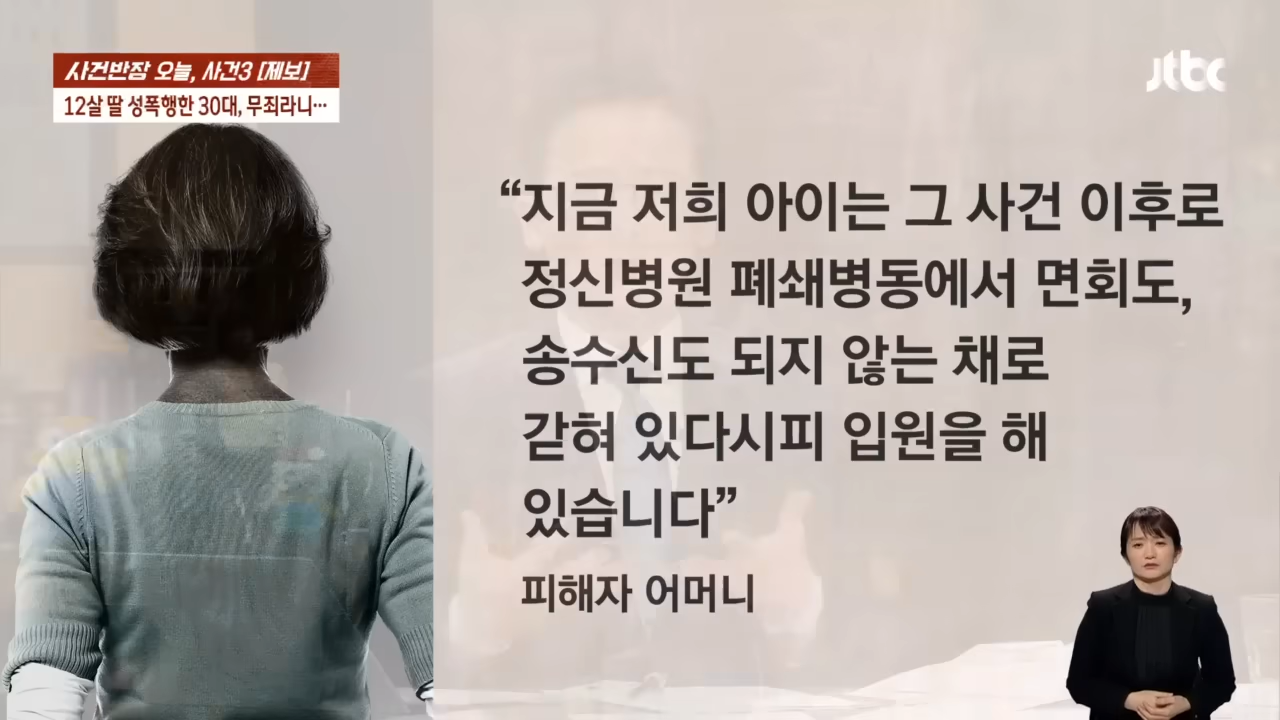 사건반장 오늘, 사건3 [제보]
12살 딸 성폭행한 30대, 무죄라니…
jtbc
“지금 저희 아이는 그 사건 이후로
정신병원 폐쇄병동에서 면회도,
송수신도 되지 않는 채로
갇혀 있다시피 입원을 해
있습니다”
피해자 어머니